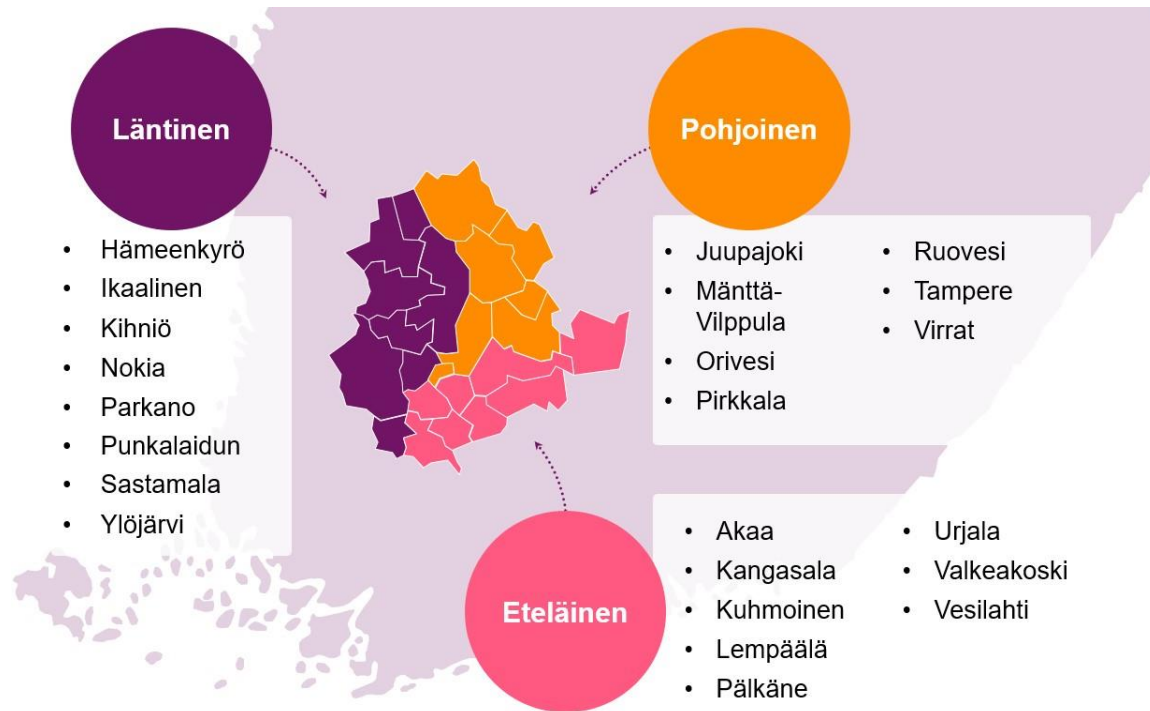 Läntinen
Hämeenkyrö
Ikaalinen
Kihniö
Nokia
Parkano
Punkalaidun
Sastamala
Ylöjärvi
Pohjoinen
Juupajoki
Mänttä-
Vilppula
Orivesi
Pirkkala
Ruovesi
Tampere
Virrat
Eteläinen
Akaa
Kangasala
Kuhmoinen
Lempäälä
Pälkäne
Urjala
Valkeakoski
Vesilahti